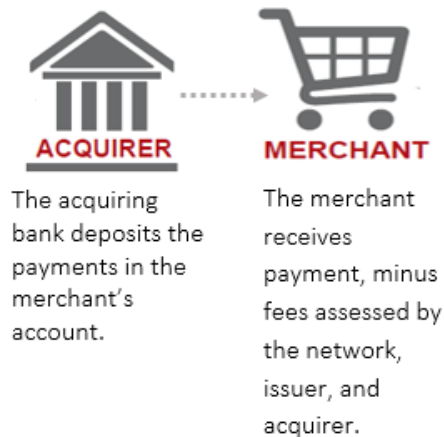 ACQUIRER
The acquiring
bank deposits the
payments in the
merchant’s
account.
MERCHANT
The merchant
receives
payment, minus
fees assessed by
the network,
issuer, and
acquirer.